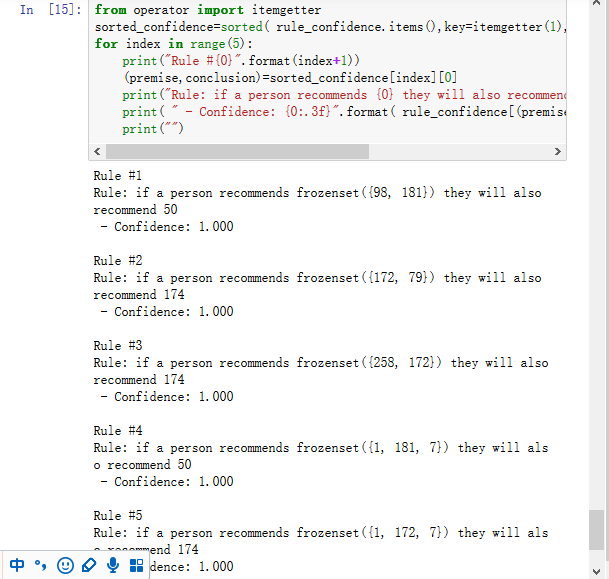 In [15]:
from operator import itemgetter
sorted_confidence=sorted( rule_confidence.items(),key=itemgetter(1),
for index in range(5):
print("Rule #{0}".format(index+1))
(premise,conclusion)=sorted_confidence[index][0]
print("Rule: if a person recommends {0} they will also recommen
print( " - Confidence: {0:.3f}".format( rule_confidence[(premis
print("")
Rule #1
Rule: if a person recommends frozenset({98, 181}) they will also
recommend 50
- Confidence: 1.000
Rule #2
Rule: if a person recommends frozenset({172, 79}) they will also
recommend 174
- Confidence: 1.000
Rule #3
Rule: if a person recommends frozenset({258, 172}) they will also
recommend 174
- Confidence: 1.000
Rule #4
Rule: if a person recommends frozenset({1, 181, 7}) they will als
o recommend 50
- Confidence: 1.000
Rule #5
Rule: if a person recommends frozenset({1, 172, 7}) they will als
o recommend 174
中
dence: 1.000